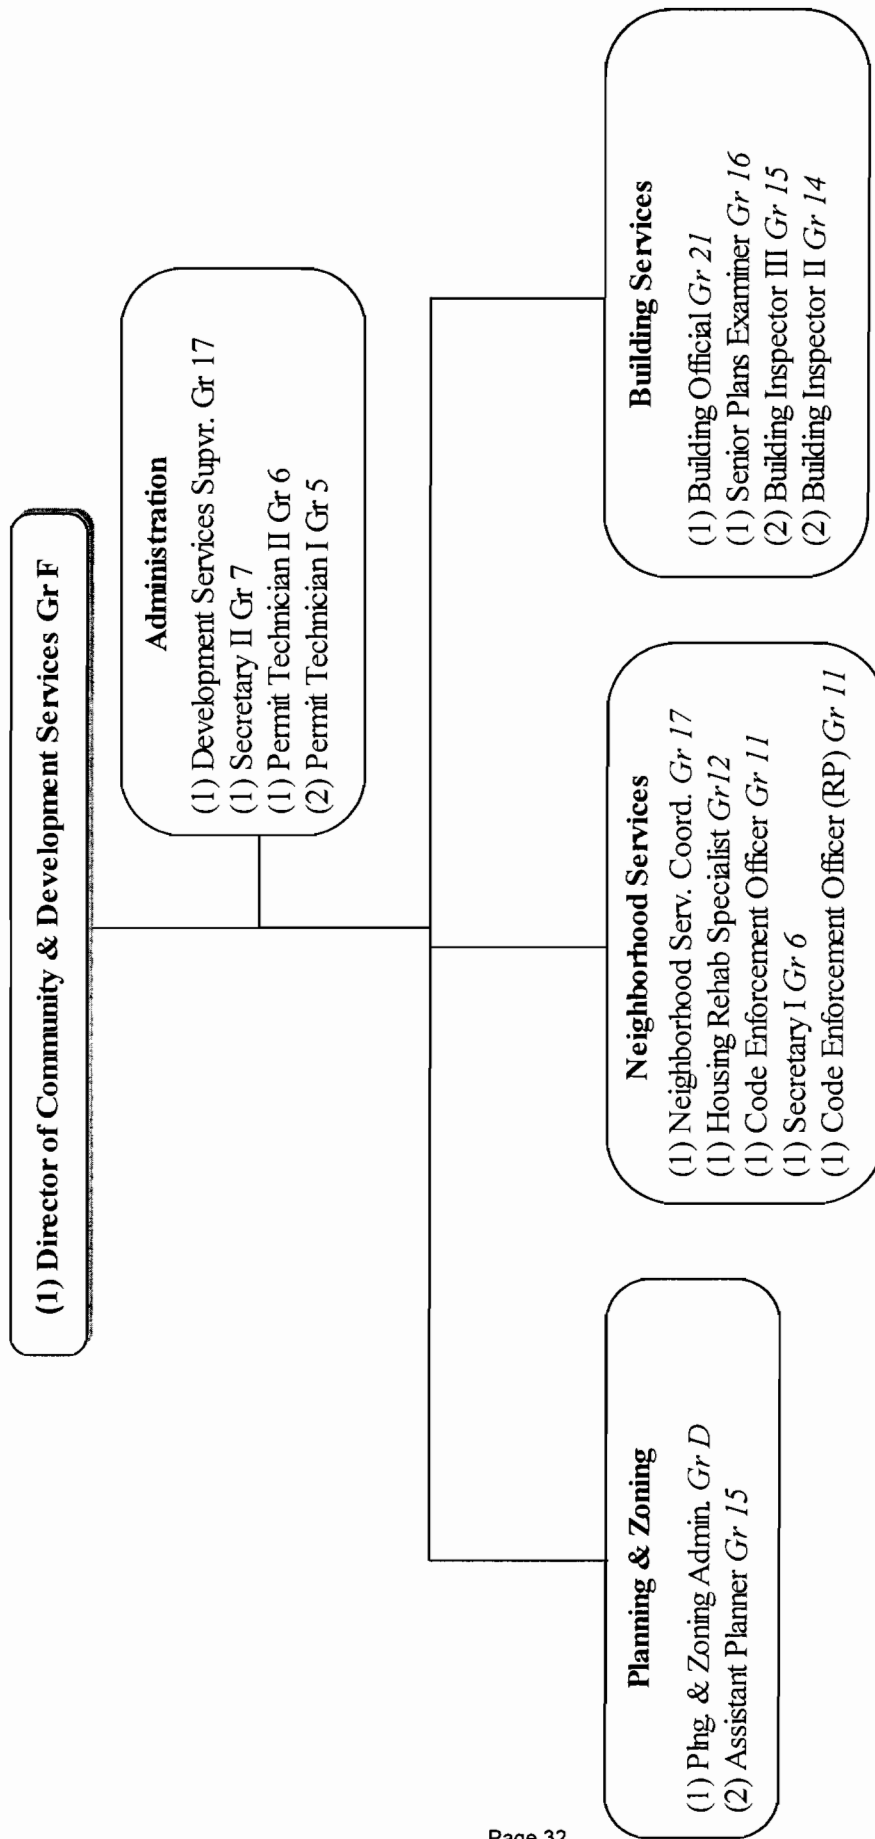 (1) Director of Community & Development Services Gr F
Administration
(1) Development Services Supvr. Gr 17
(1) Secretary II Gr 7
(1) Permit Technician II Gr 6
(2) Permit Technician I Gr 5
Planning & Zoning
(1) Plng. & Zoning Admin. Gr D
(2) Assistant Planner Gr 15
Neighborhood Services
(1) Neighborhood Serv. Coord. Gr 17
(1) Housing Rehab Specialist Gr12
(1) Code Enforcement Officer Gr 11
(1) Secretary I Gr 6
(1) Code Enforcement Officer (RP) Gr 11
Building Services
(1) Building Official Gr 21
(1) Senior Plans Examiner Gr 16
(2) Building Inspector III Gr 15
(2) Building Inspector II Gr 14
Page 32